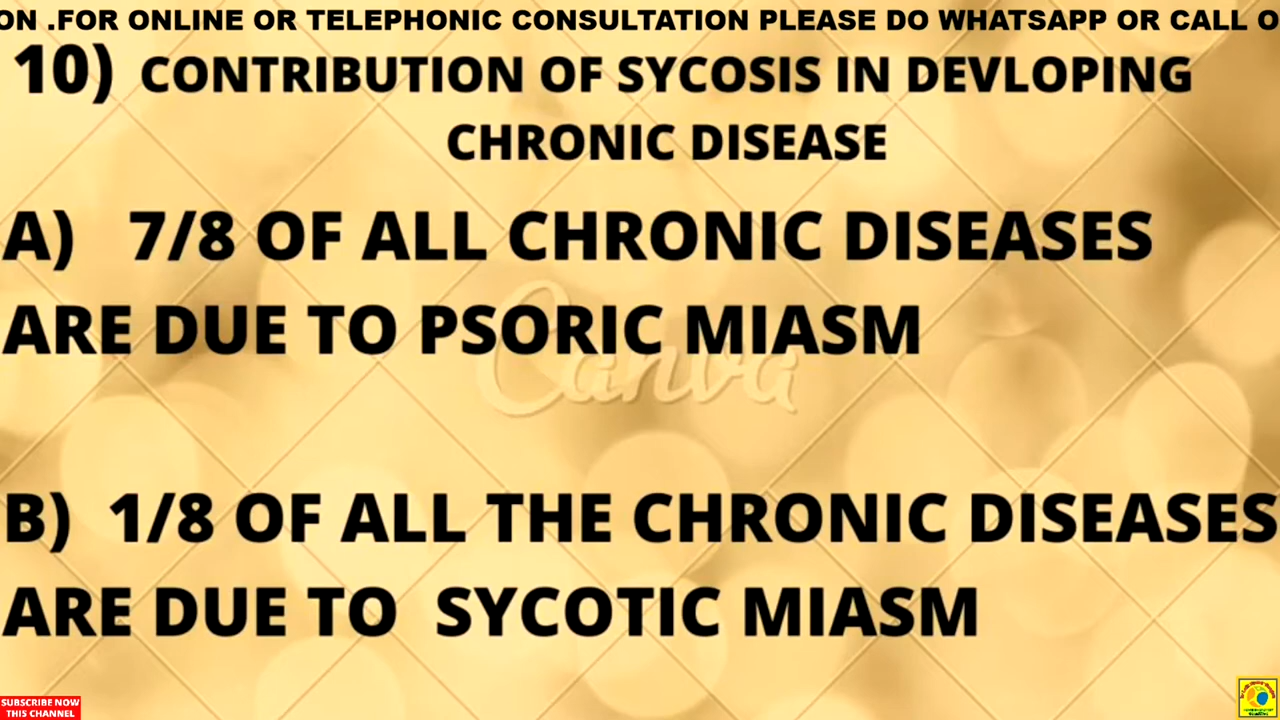 ON .FOR ONLINE OR TELEPHONIC CONSULTATION PLEASE DO WHATSAPP OR CALL O
10) CONTRIBUTION OF SYCOSIS IN DEVLOPING
CHRONIC DISEASE
A) 7/8 OF ALL CHRONIC DISEASES
ARE DUE TO PSORIC MIASM
Canva
B) 1/8 OF ALL THE CHRONIC DISEASES
ARE DUE TO SYCOTIC MIASM
SUBSCRIBE NOW
THIS CHANNEL